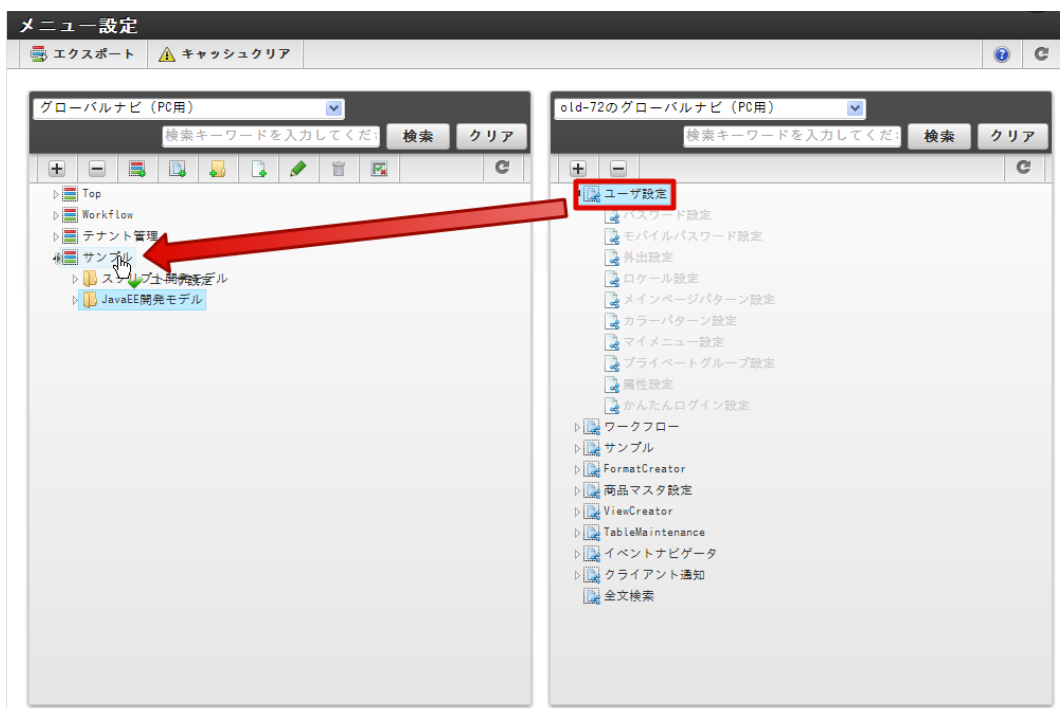 メニュー設定
エクスポート
キャッシュクリア
グローバルナビ（PC用）
検索キーワードを入力してくだ
検索
クリア
Top
Workflow
テナント管理
サンプル
JavaEE開発モデル
old-72のグローバルナビ（PC用）
検索キーワードを入力してくだ
検索
クリア
ユーザ設定
パスワード設定
モバイルパスワード設定
外出設定
ロケール設定
メインページパターン設定
カラーパターン設定
マイメニュー設定
プライベートグループ設定
属性設定
かんたんログイン設定
ワークフロー
サンプル
FormatCreator
商品マスタ設定
ViewCreator
TableMaintenance
イベントナビゲータ
クライアント通知
全文検索